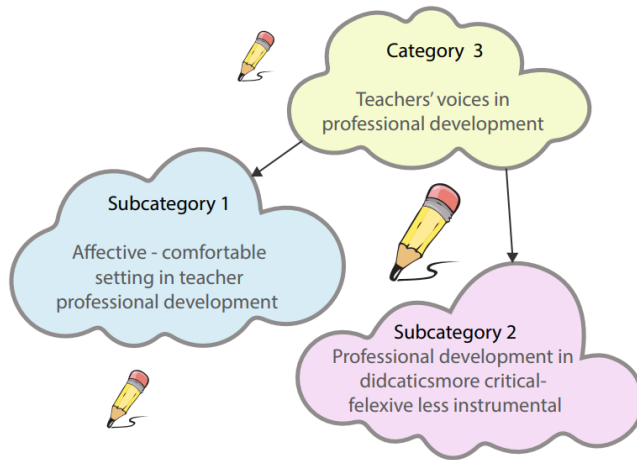 Category 3
Teachers' voices in
professional development
Subcategory 1
Affective - comfortable
setting in teacher
professional development
Subcategory 2
Professional development in
didcaticsmore critical-
felexive less instrumental